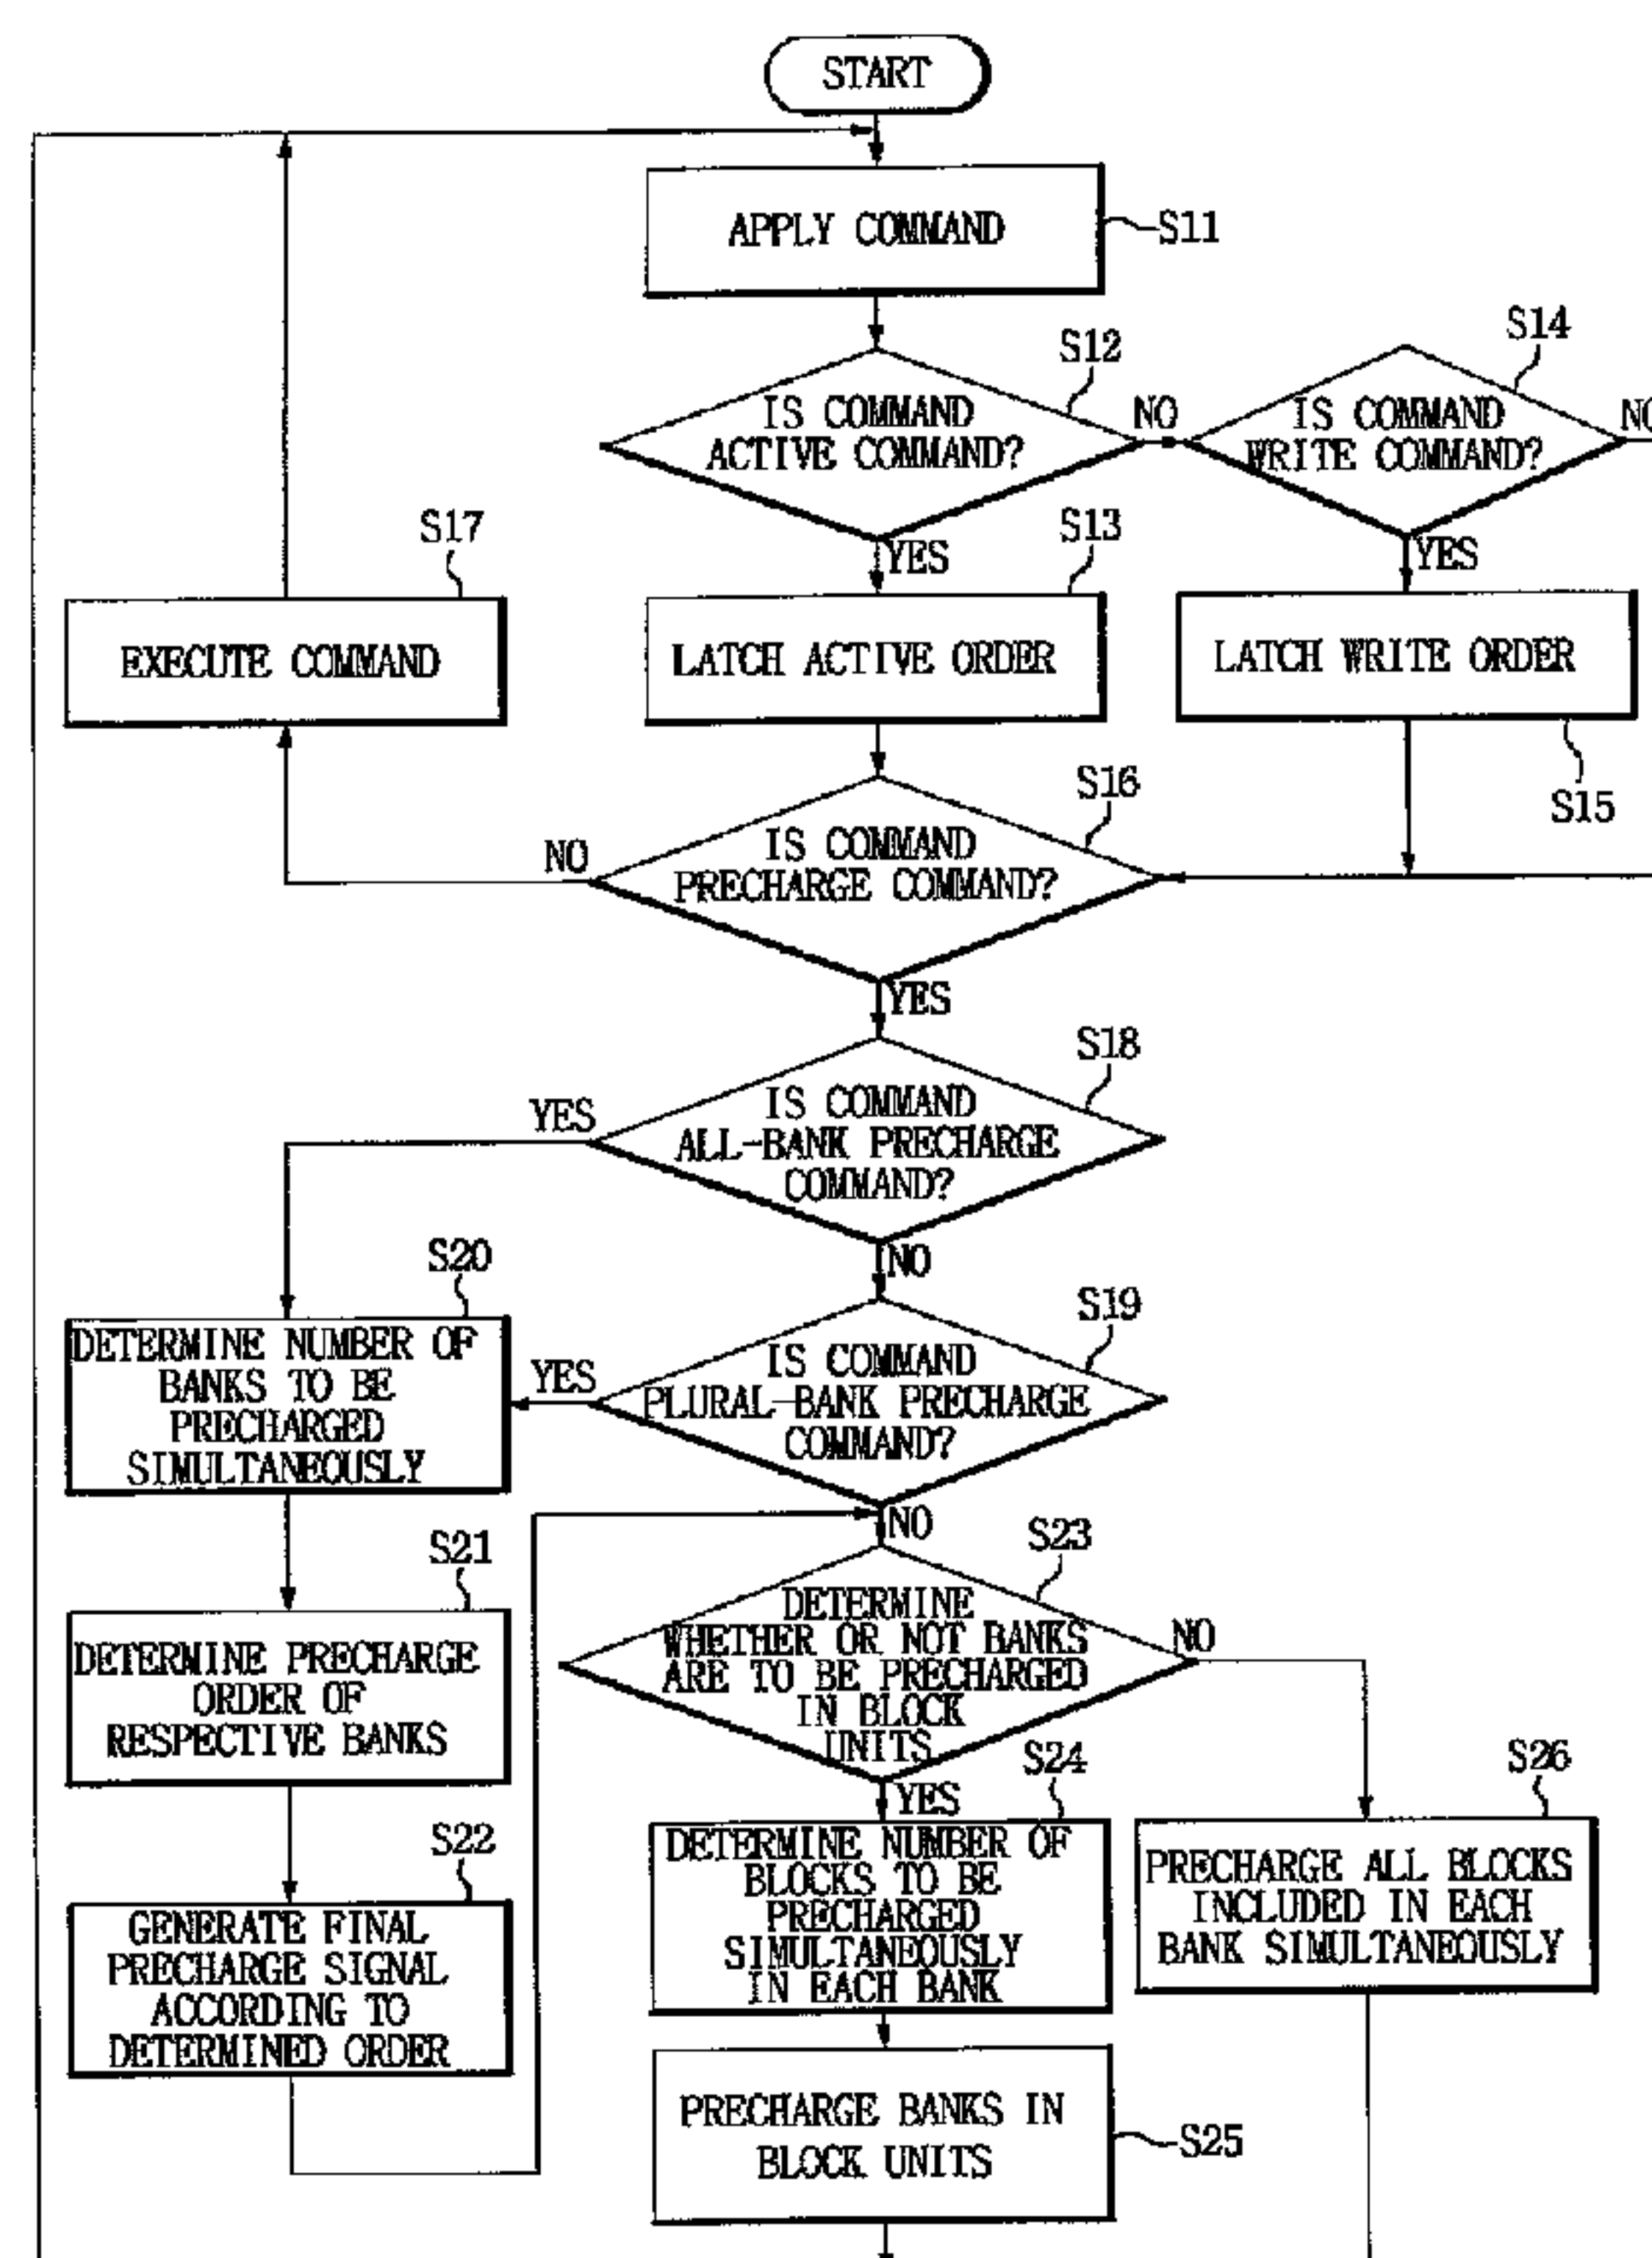 START
APPLY COMMAND
S11
S12
IS COMMAND
ACTIVE COMMAND?
NO
YES
S14
IS COMMAND
WRITE COMMAND?
NO
YES
S13
LATCH ACTIVE ORDER
LATCH WRITE ORDER
S15
S17
EXECUTE COMMAND
S16
IS COMMAND
PRECHARGE COMMAND?
NO
YES
S18
IS COMMAND
ALL-BANK PRECHARGE
COMMAND?
YES
NO
S19
IS COMMAND
PLURAL-BANK PRECHARGE
COMMAND?
YES
NO
S20
DETERMINE NUMBER OF
BANKS TO BE
PRECHARGED
SIMULTANEOUSLY
S21
DETERMINE PRECHARGE
ORDER OF
RESPECTIVE BANKS
S22
GENERATE FINAL
PRECHARGE SIGNAL
ACCORDING TO
DETERMINED ORDER
S23
DETERMINE
WHETHER OR NOT BANKS
ARE TO BE PRECHARGED
IN BLOCK
UNITS
NO
YES
S24
DETERMINE NUMBER OF
BLOCKS TO BE
PRECHARGED
SIMULTANEOUSLY
IN EACH BANK
S26
PRECHARGE ALL BLOCKS
INCLUDED IN EACH
BANK SIMULTANEOUSLY
PRECHARGE BANKS IN
BLOCK UNITS
S25